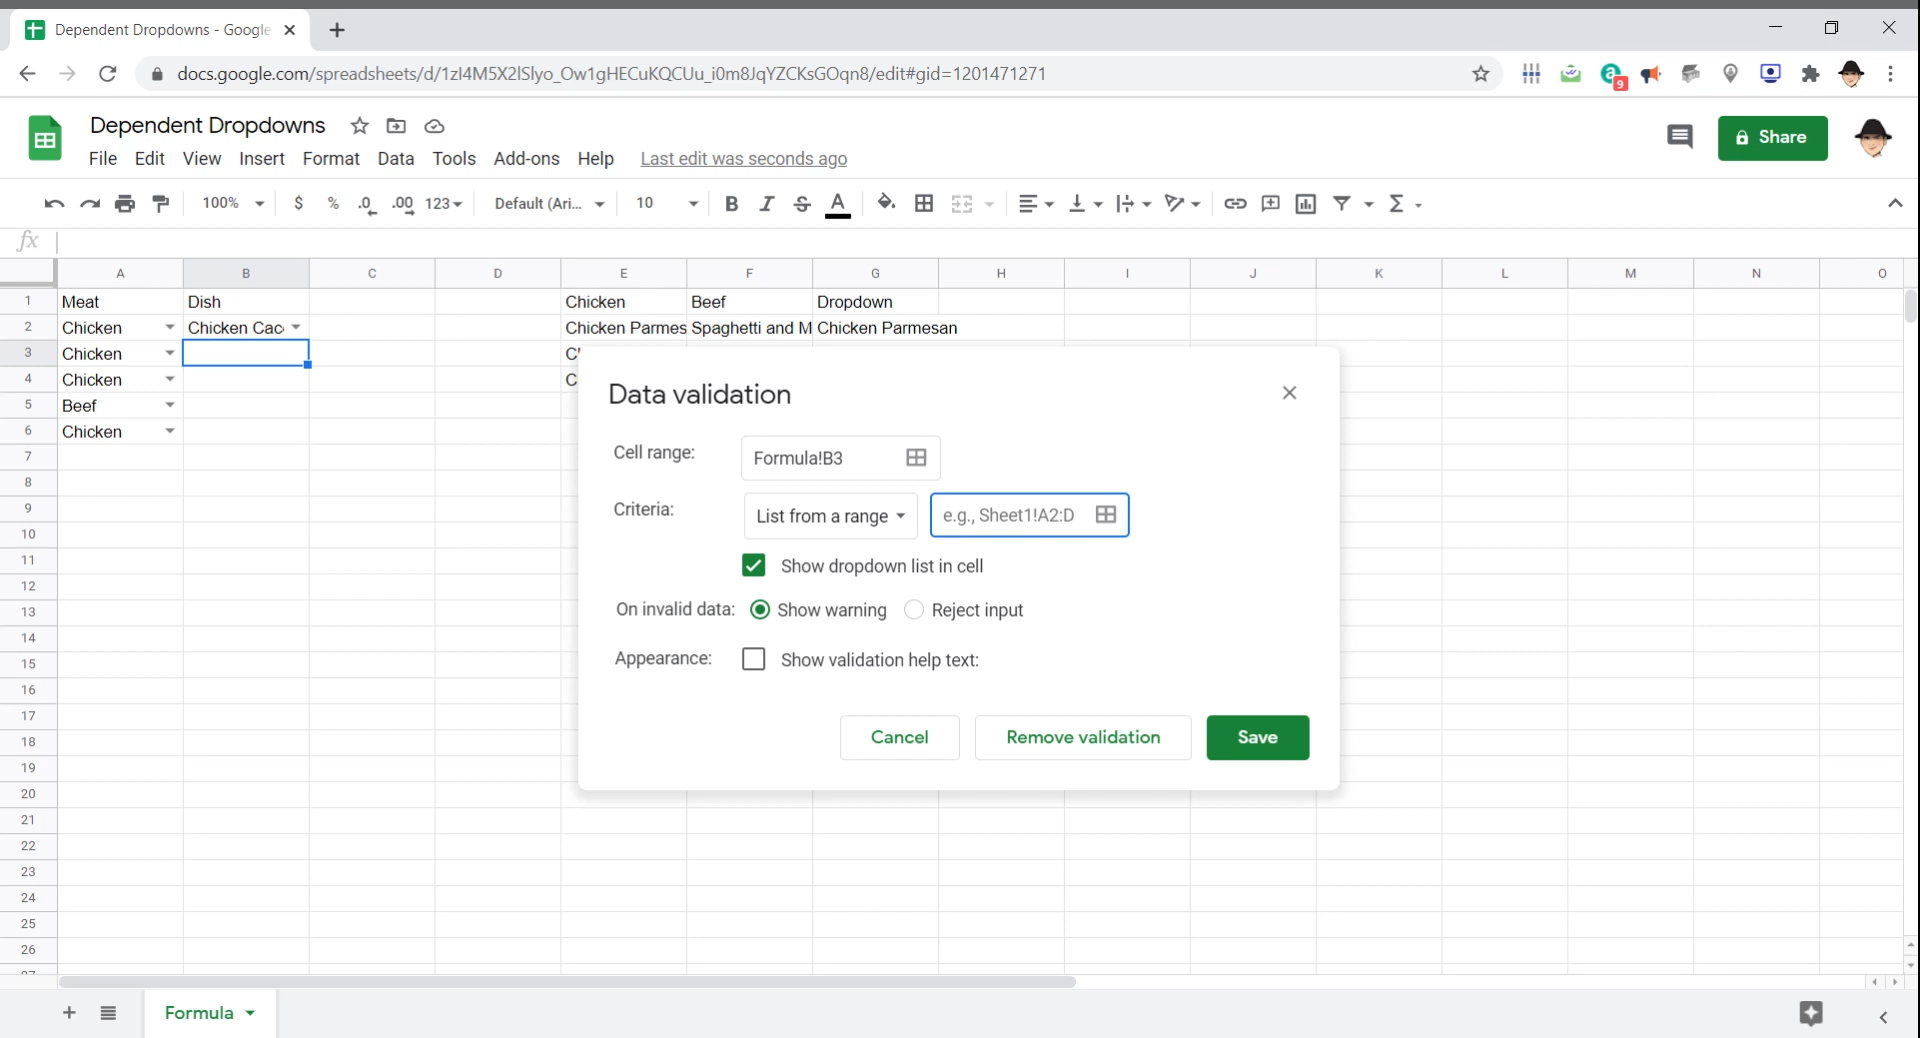 Dependent Dropdowns - Google
docs.google.com/spreadsheets/d/1zI4M5X2lSlyo_Ow1gHECuKQCUu_i0m8JqYZCKsGOqn8/edit#gid=1201471271
9
Dependent Dropdowns
File Edit View Insert Format Data Tools Add-ons Help Last edit was seconds ago
Share
100% $ % .0 .00 123 Default (Ari... 10 B I S A Σ
fx
A B C D E F G H I J K L M N O
1 Meat Dish Chicken Beef Dropdown
2 Chicken Chicken Cac Chicken Parmes Spaghetti and M Chicken Parmesan
3 Chicken
4 Chicken C
5 Beef
6 Chicken
7
8
9
10
11
12
13
14
15
16
17
18
19
20
21
22
23
24
25
26
27
Data validation
Cell range: Formula!B3
Criteria: List from a range e.g., Sheet1!A2:D
Show dropdown list in cell
On invalid data: Show warning Reject input
Appearance: Show validation help text:
Cancel Remove validation Save
Formula